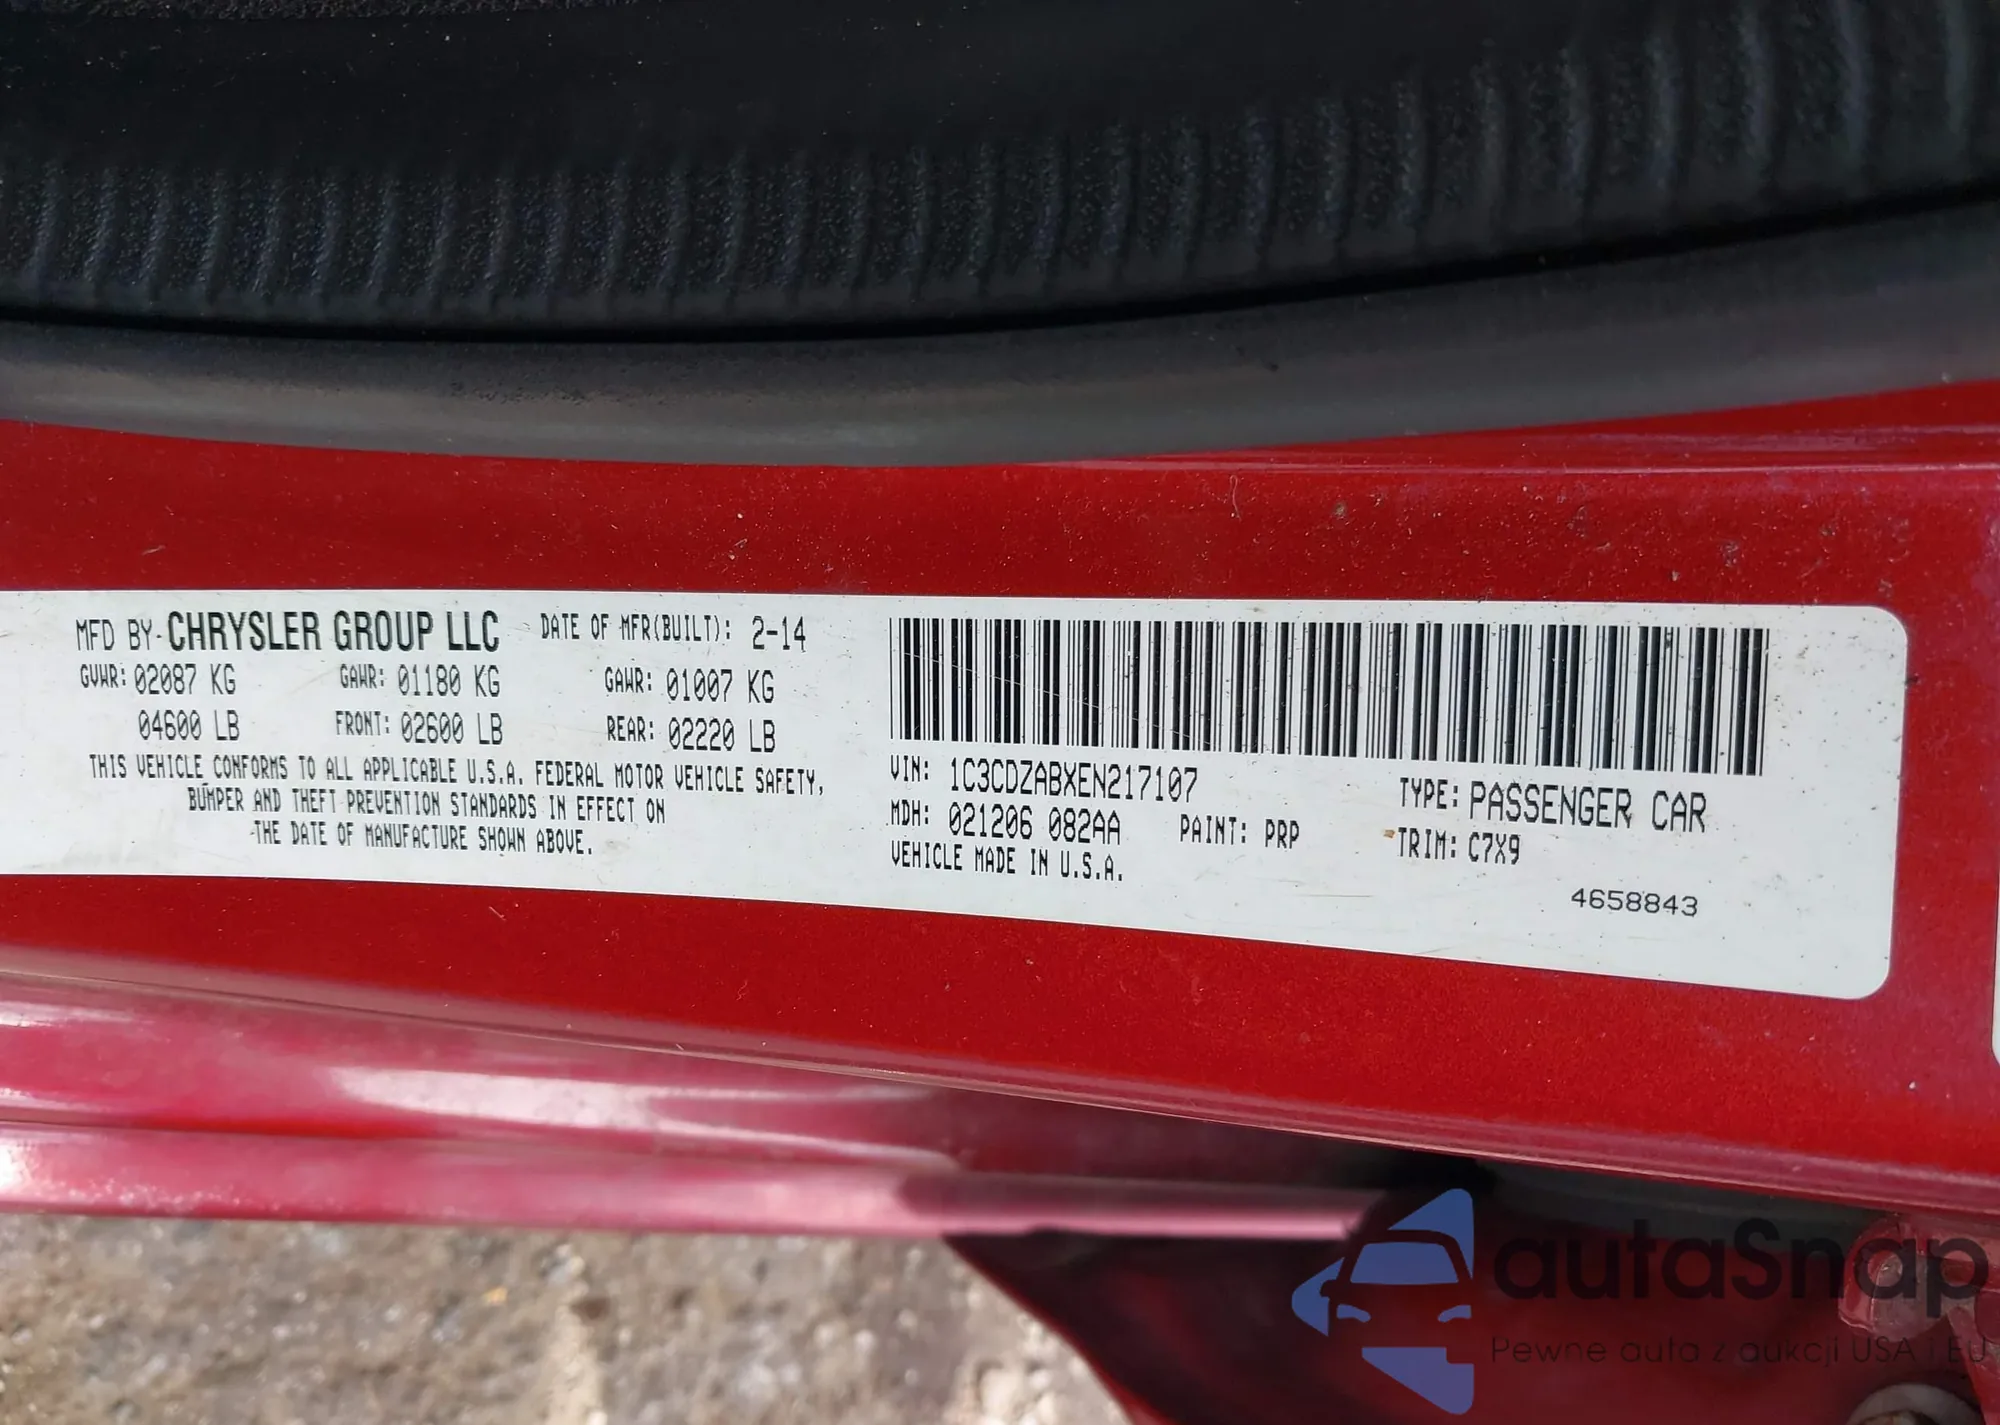 MFD BY- CHRYSLER GROUP LLC DATE OF MFR(BUILT): 2-14
GVWR: 02087 KG GAWR: 01180 KG GAWR: 01007 KG
04600 LB FRONT: 02600 LB REAR: 02220 LB
THIS VEHICLE CONFORMS TO ALL APPLICABLE U.S.A. FEDERAL MOTOR VEHICLE SAFETY,
BUMPER AND THEFT PREVENTION STANDARDS IN EFFECT ON
THE DATE OF MANUFACTURE SHOWN ABOVE.
VIN: 1C3CDZABXEN217107 TYPE: PASSENGER CAR
MDH: 021206 082AA PAINT: PRP TRIM: C7X9
VEHICLE MADE IN U.S.A.
4658843
autaSnap
Pewne auta z aukcji USA i EU